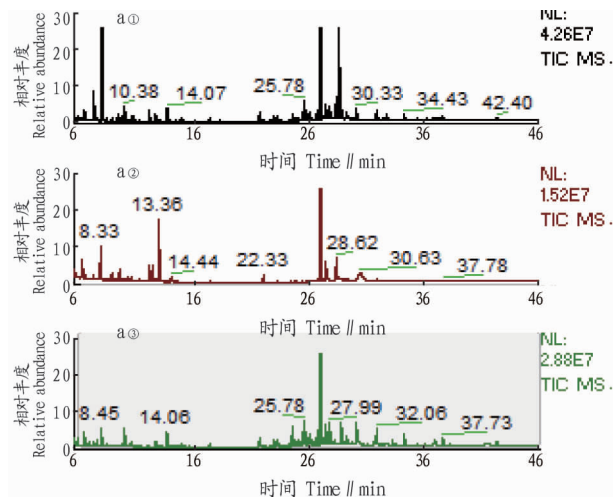 a①
NL:
4.26E7
TIC MS.
相对丰度
Relative abundance
30
20
10
0
10.38
14.07
25.78
30.33
34.43
42.40
6
16
26
36
46
时间 Time∥min
a②
NL:
1.52E7
TIC MS.
相对丰度
Relative abundance
30
20
10
0
8.33
13.36
14.44
22.33
28.62
30.63
37.78
6
16
26
36
46
时间 Time∥min
a③
NL:
2.88E7
TIC MS.
相对丰度
Relative abundance
30
20
10
0
8.45
14.06
25.78
27.99
32.06
37.73
6
16
26
36
46
时间 Time∥min